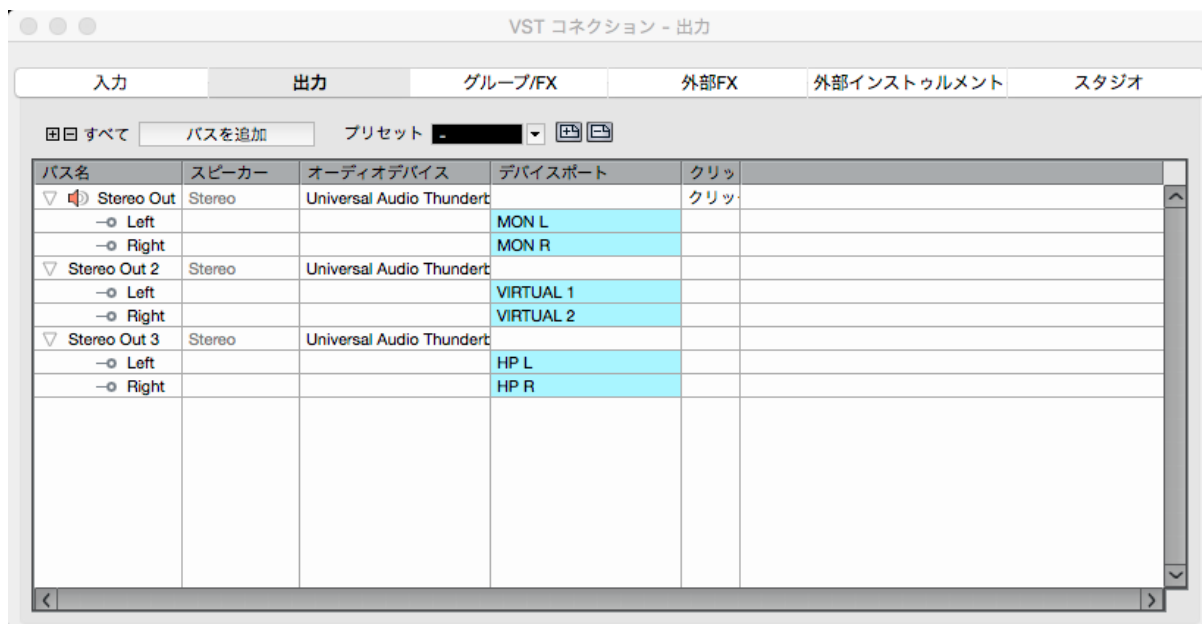 VST コネクション - 出力
入力 出力 グループ/FX 外部FX 外部インストゥルメント スタジオ
すべて バスを追加 プリセット -
バス名 スピーカー オーディオデバイス デバイスポート クリッ
Stereo Out Stereo Universal Audio Thunderb クリッ
Left MON L
Right MON R
Stereo Out 2 Stereo Universal Audio Thunderb
Left VIRTUAL 1
Right VIRTUAL 2
Stereo Out 3 Stereo Universal Audio Thunderb
Left HP L
Right HP R